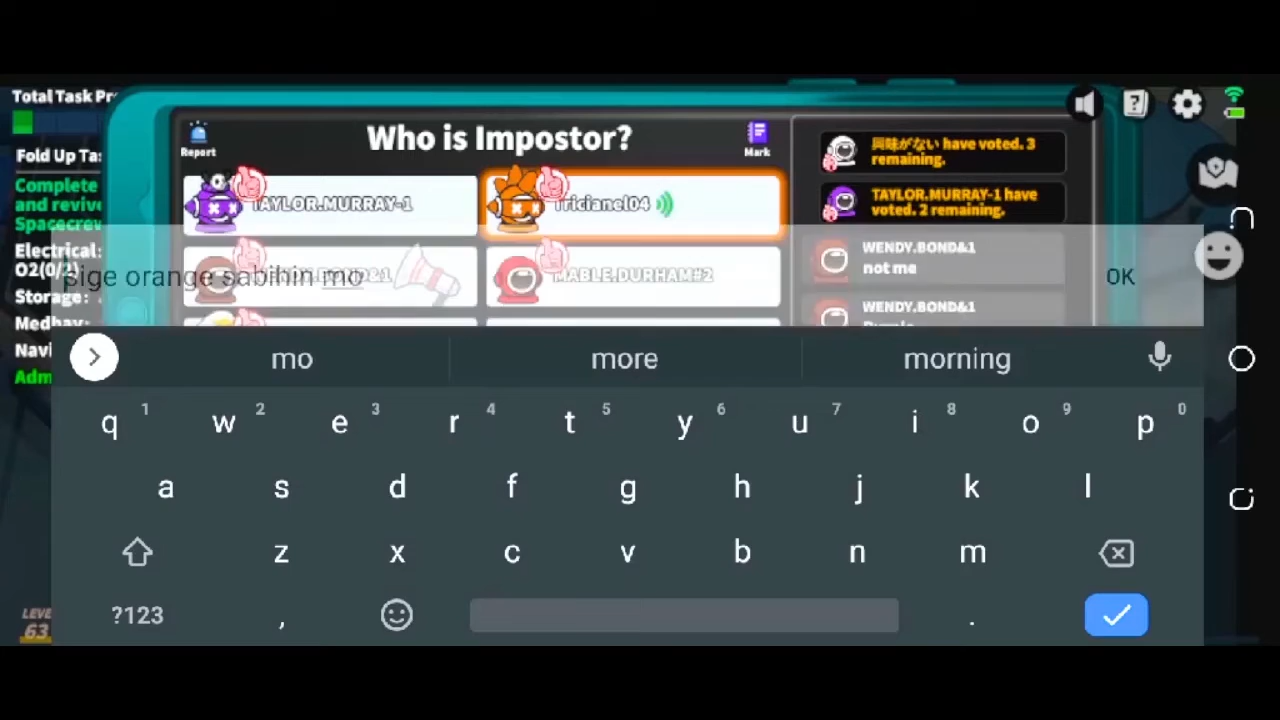 Total Task Pr
Fold Up Ta
Complete
and revive
Spacecrew
Electrical:
O2(0/
Storage:
Medbay:
Navi
Adm
LEVE
63
Report
Who is Impostor?
Mark
TAYLOR.MURRAY-1
Tricianel04
&1
MABLE.DURHAM#2
興味がない have voted. 3
remaining.
TAYLOR.MURRAY-1 have
voted. 2 remaining.
WENDY.BOND&1
not me
WENDY.BOND&1
sige orange sabihin mo
OK
mo more morning
q 1 w 2 e 3 r 4 t 5 y 6 u 7 i 8 o 9 p 0
a s d f g h j k l
z x c v b n m
?123 , .